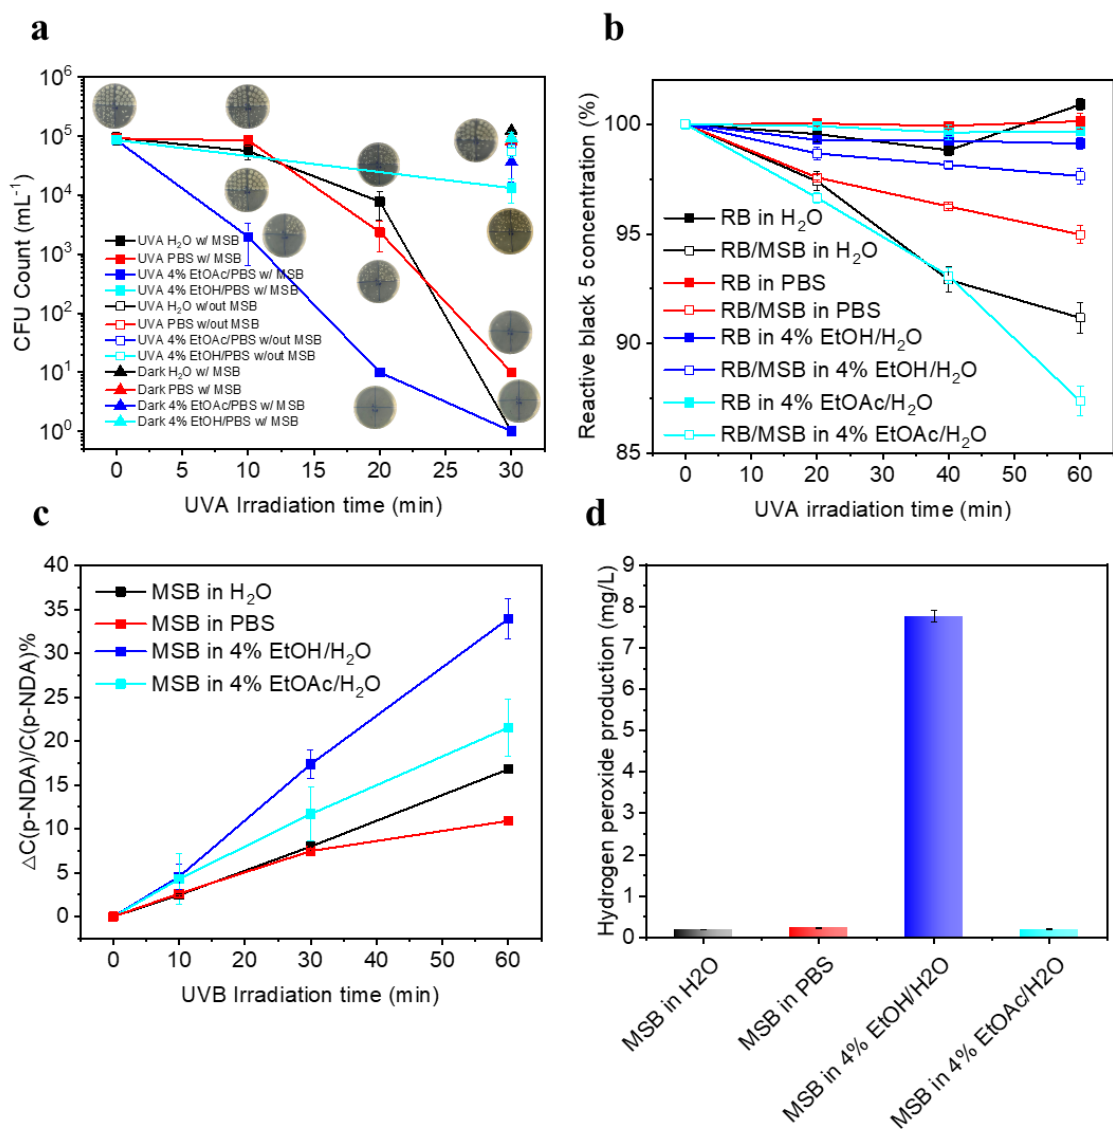 a
10⁶
10⁵
10⁴
10³
10²
10¹
10⁰
CFU Count (mL⁻¹)
UVA H₂O w/ MSB
UVA PBS w/ MSB
UVA 4% EtOAc/PBS w/ MSB
UVA 4% EtOH/PBS w/ MSB
UVA H₂O w/out MSB
UVA PBS w/out MSB
UVA 4% EtOAc/PBS w/out MSB
UVA 4% EtOH/PBS w/out MSB
Dark H₂O w/ MSB
Dark PBS w/ MSB
Dark 4% EtOAc/PBS w/ MSB
Dark 4% EtOH/PBS w/ MSB
0 5 10 15 20 25 30
UVA Irradiation time (min)
b
100
95
90
85
Reactive black 5 concentration (%)
RB in H₂O
RB/MSB in H₂O
RB in PBS
RB/MSB in PBS
RB in 4% EtOH/H₂O
RB/MSB in 4% EtOH/H₂O
RB in 4% EtOAc/H₂O
RB/MSB in 4% EtOAc/H₂O
0 10 20 30 40 50 60
UVA irradiation time (min)
c
40
35
30
25
20
15
10
5
0
△C(p-NDA)/C(p-NDA)%
MSB in H₂O
MSB in PBS
MSB in 4% EtOH/H₂O
MSB in 4% EtOAc/H₂O
0 10 20 30 40 50 60
UVB Irradiation time (min)
d
9
8
7
6
5
4
3
2
1
0
Hydrogen peroxide production (mg/L)
MSB in H2O
MSB in PBS
MSB in 4% EtOH/H2O
MSB in 4% EtOAc/H2O